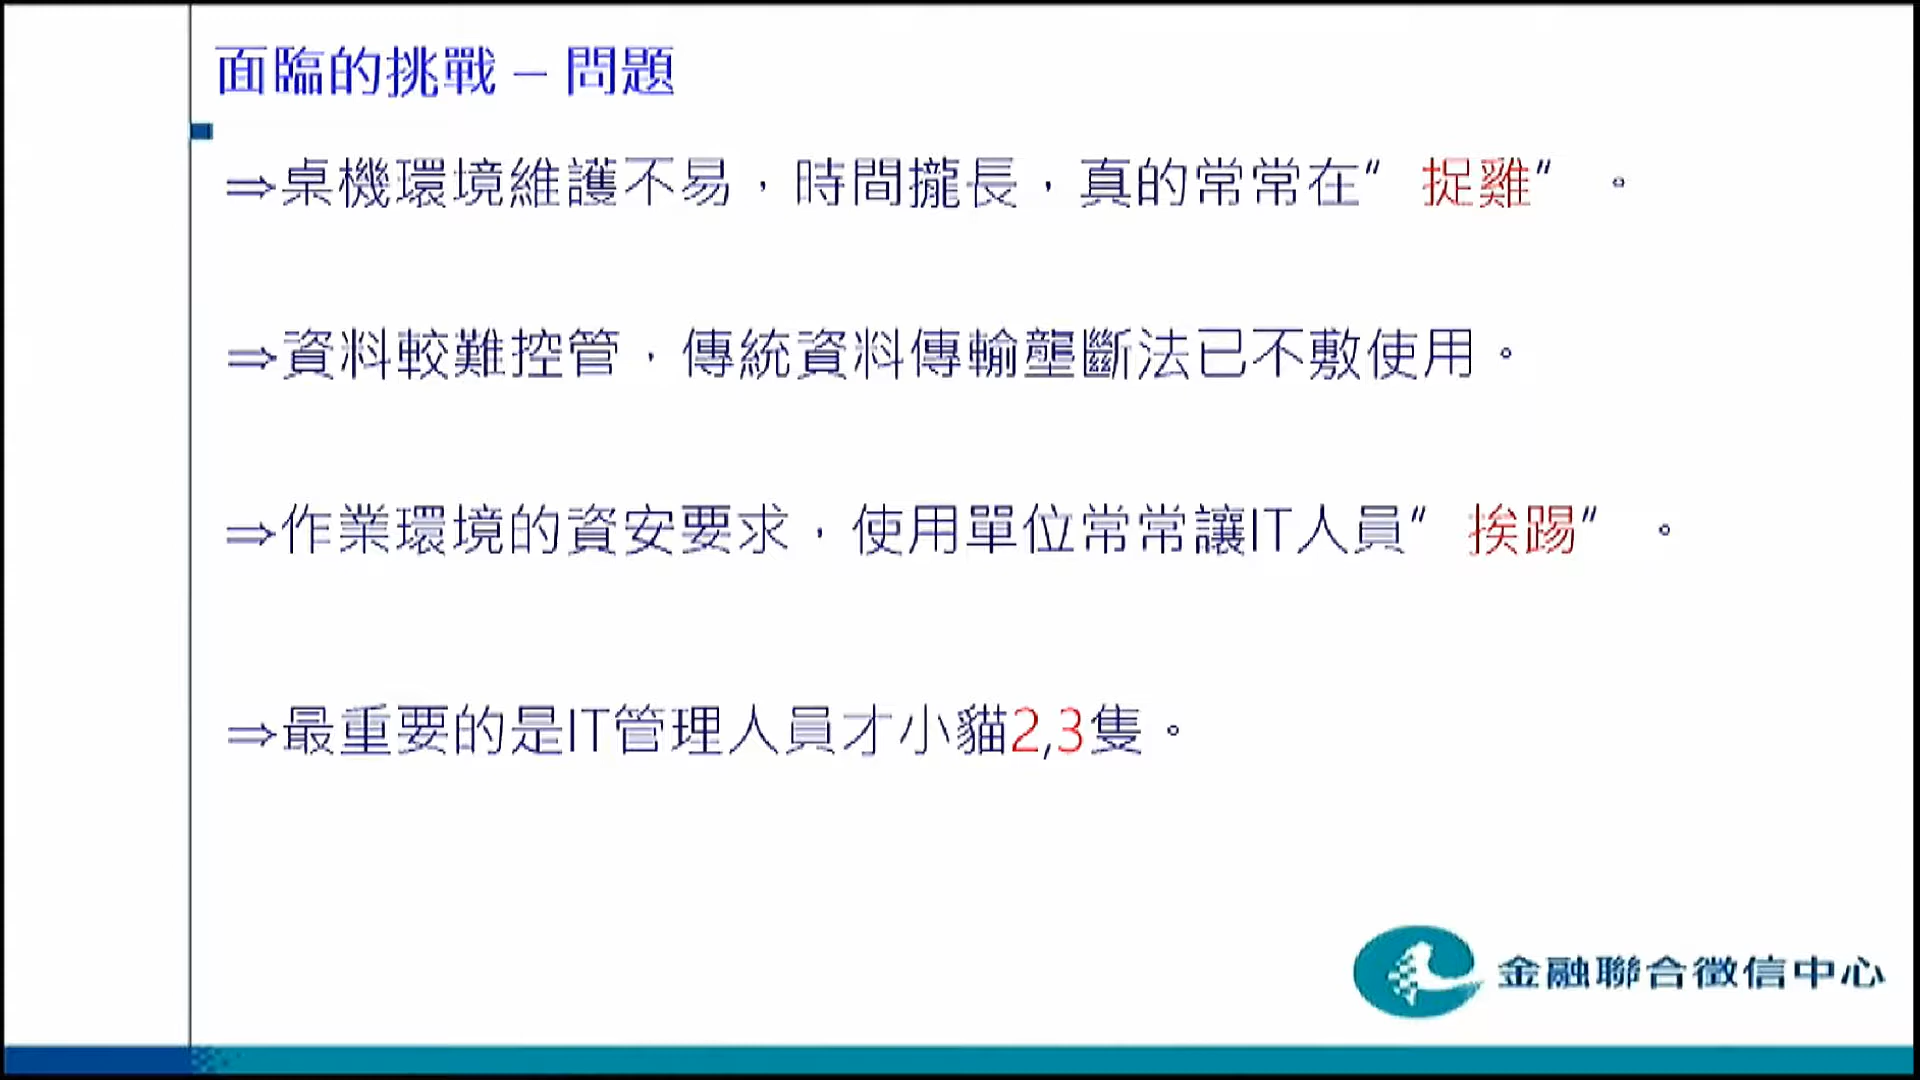 面臨的挑戰 – 問題
⇒桌機環境維護不易，時間攏長，真的常常在”捉雞”。
⇒資料較難控管，傳統資料傳輸壟斷法已不敷使用。
⇒作業環境的資安要求，使用單位常常讓IT人員”挨踢”。
⇒最重要的是IT管理人員才小貓2,3隻。
金融聯合徵信中心